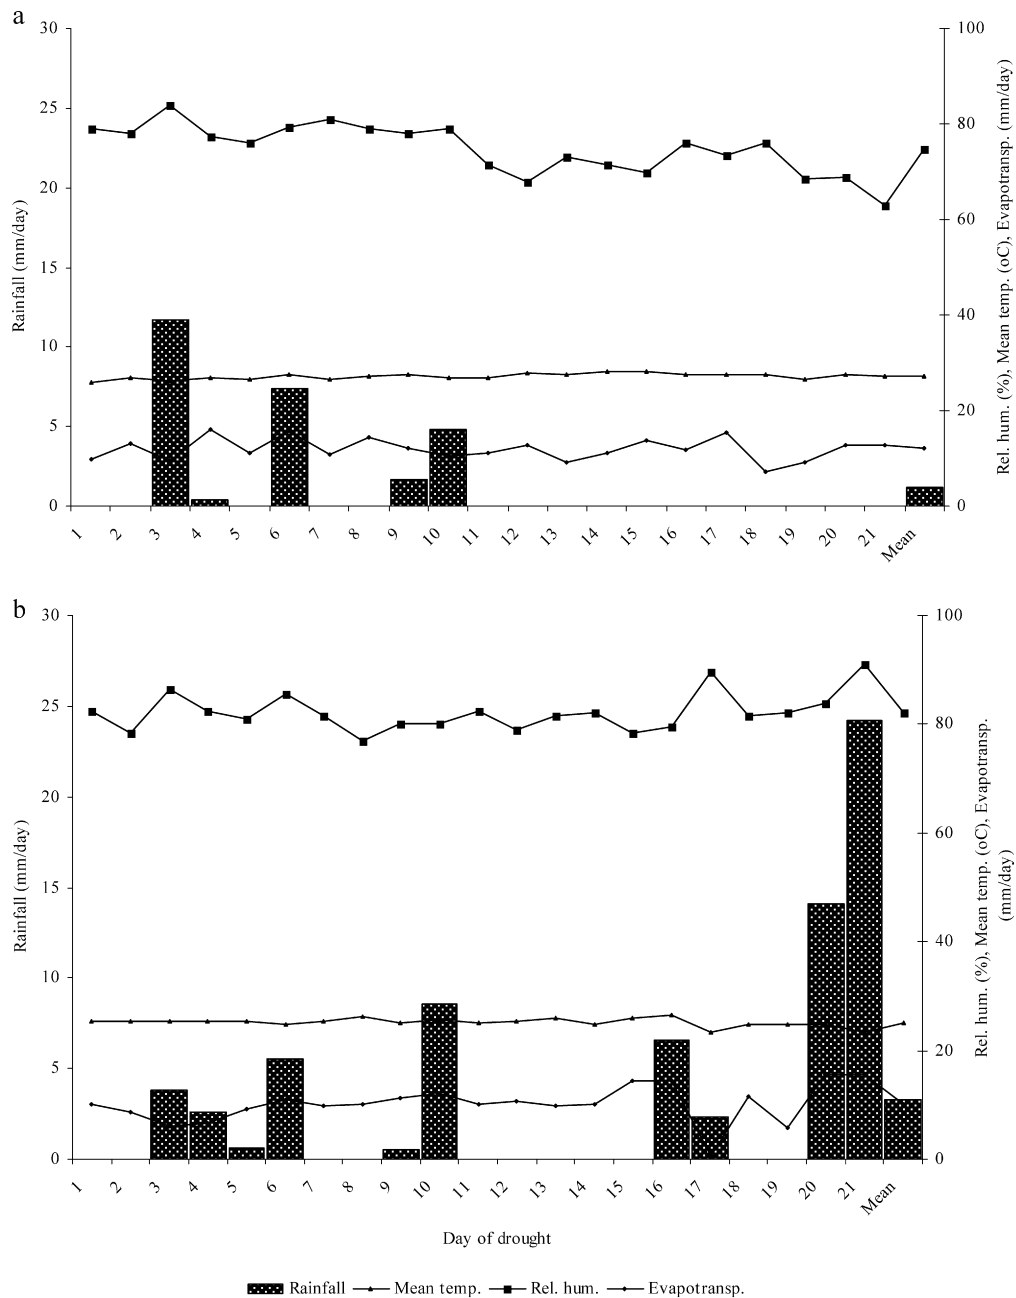 a
30
25
20
15
10
5
0
Rainfall (mm/day)
100
80
60
40
20
0
Rel. hum. (%), Mean temp. (oC), Evapotransp. (mm/day)
1 2 3 4 5 6 7 8 9 10 11 12 13 14 15 16 17 18 19 20 21 Mean
b
30
25
20
15
10
5
0
Rainfall (mm/day)
100
80
60
40
20
0
Rel. hum. (%), Mean temp. (oC), Evapotransp.
(mm/day)
1 2 3 4 5 6 7 8 9 10 11 12 13 14 15 16 17 18 19 20 21 Mean
Day of drought
Rainfall Mean temp. Rel. hum. Evapotransp.